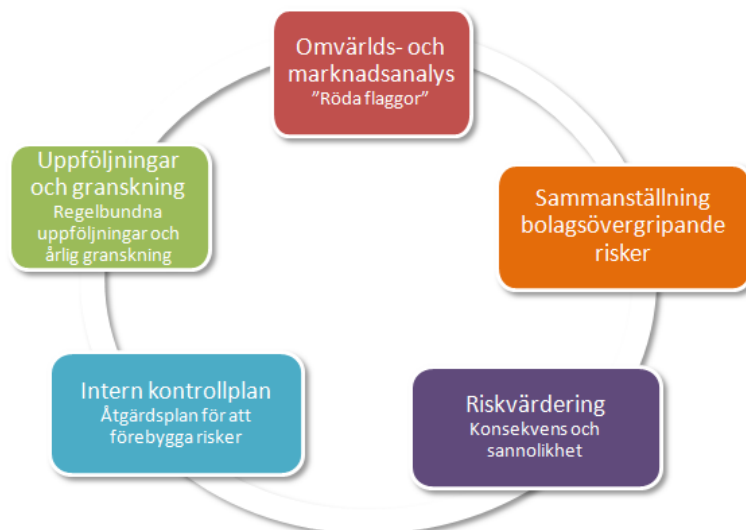 Omvärlds- och
marknadsanalys
”Röda flaggor”
Sammanställning
bolagsövergripande
risker
Riskvärdering
Konsekvens och
sannolikhet
Intern kontrollplan
Åtgärdsplan för att
förebygga risker
Uppföljningar
och granskning
Regelbundna
uppföljningar och
årlig granskning